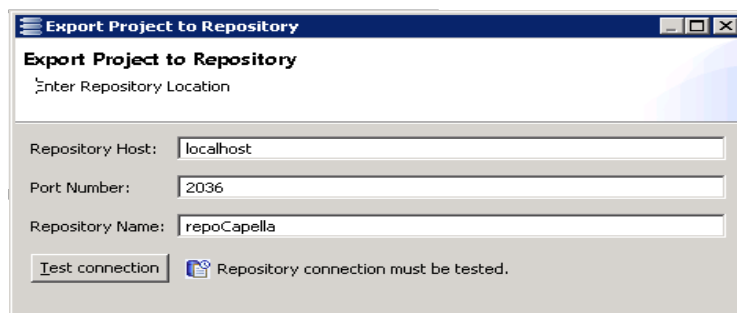 Export Project to Repository
Export Project to Repository
Enter Repository Location
Repository Host: localhost
Port Number: 2036
Repository Name: repoCapella
Test connection Repository connection must be tested.